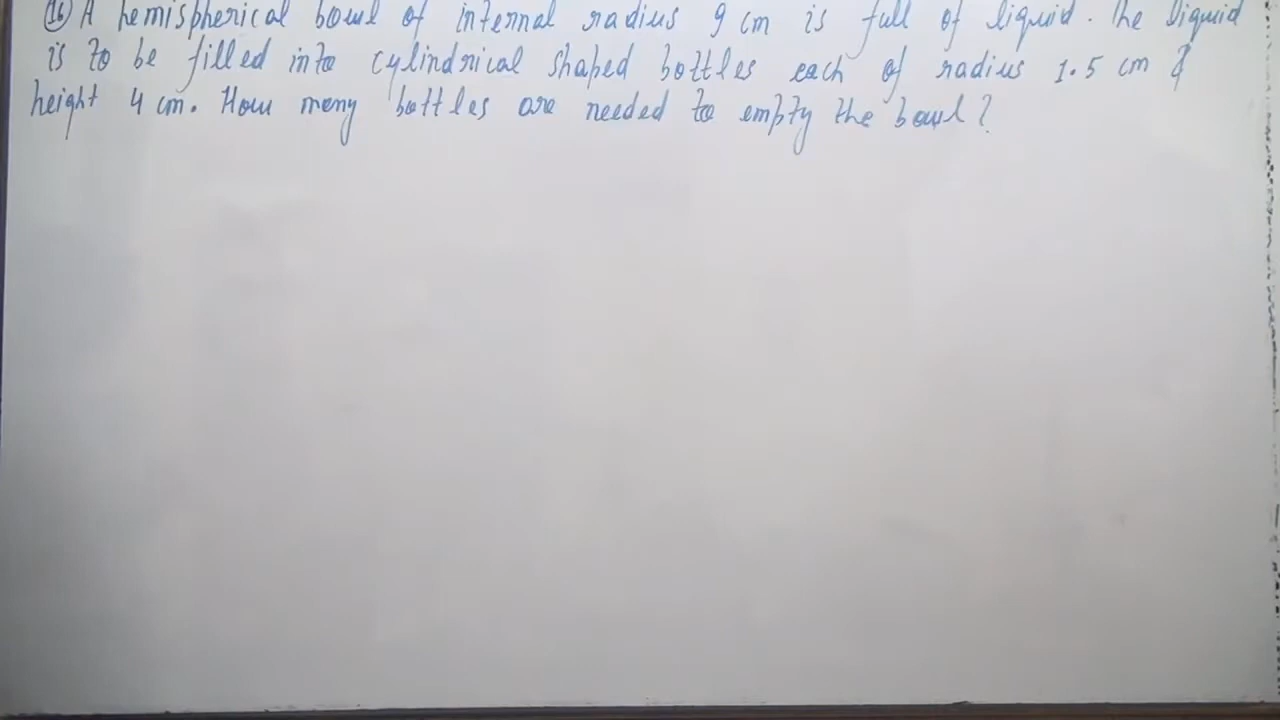 (16) A hemispherical bowl of internal radius 9 cm is full of liquid. The liquid
is to be filled into cylindrical shaped bottles each of radius 1.5 cm &
height 4 cm. How many bottles are needed to empty the bowl?